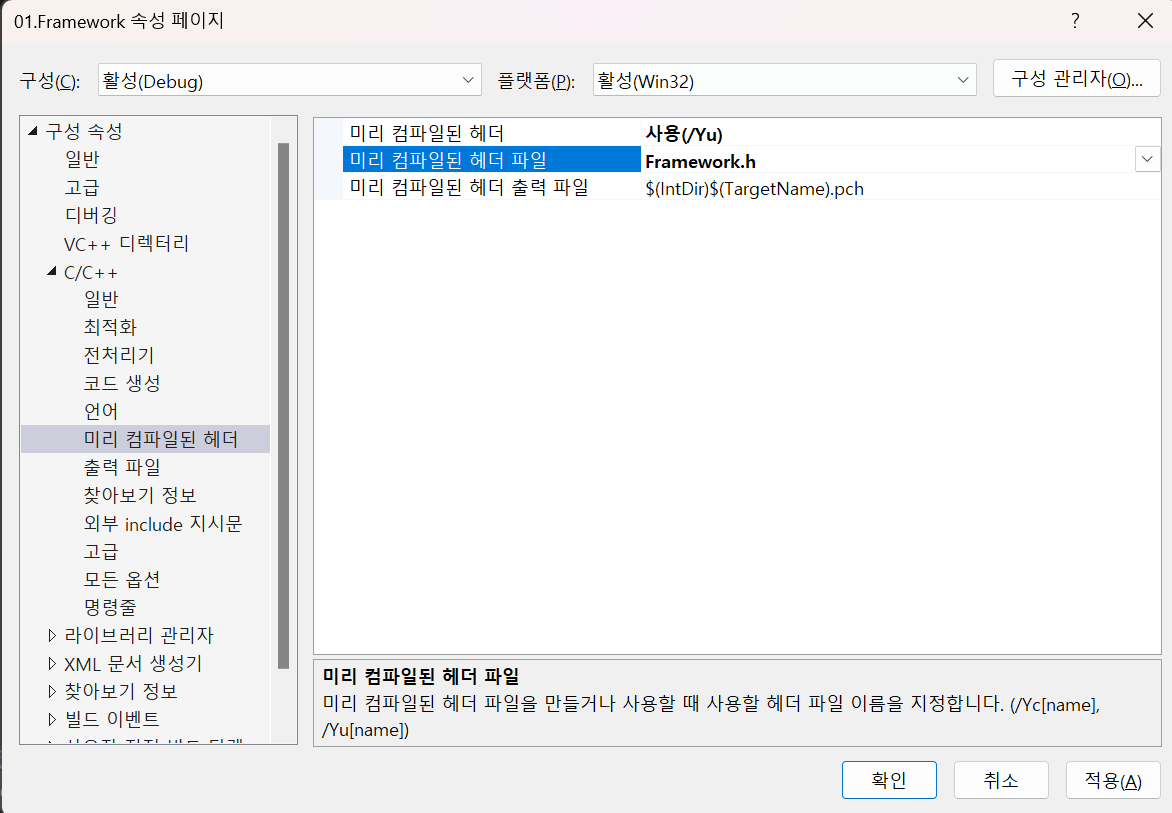 01.Framework 속성 페이지
?
구성(C):
활성(Debug)
플랫폼(P):
활성(Win32)
구성 관리자(O)...
구성 속성
일반
고급
디버깅
VC++ 디렉터리
C/C++
일반
최적화
전처리기
코드 생성
언어
미리 컴파일된 헤더
출력 파일
찾아보기 정보
외부 include 지시문
고급
모든 옵션
명령줄
라이브러리 관리자
XML 문서 생성기
찾아보기 정보
빌드 이벤트
미리 컴파일된 헤더 사용(/Yu)
미리 컴파일된 헤더 파일 Framework.h
미리 컴파일된 헤더 출력 파일 $(IntDir)$(TargetName).pch
미리 컴파일된 헤더 파일
미리 컴파일된 헤더 파일을 만들거나 사용할 때 사용할 헤더 파일 이름을 지정합니다. (/Yc[name],
/Yu[name])
확인
취소
적용(A)